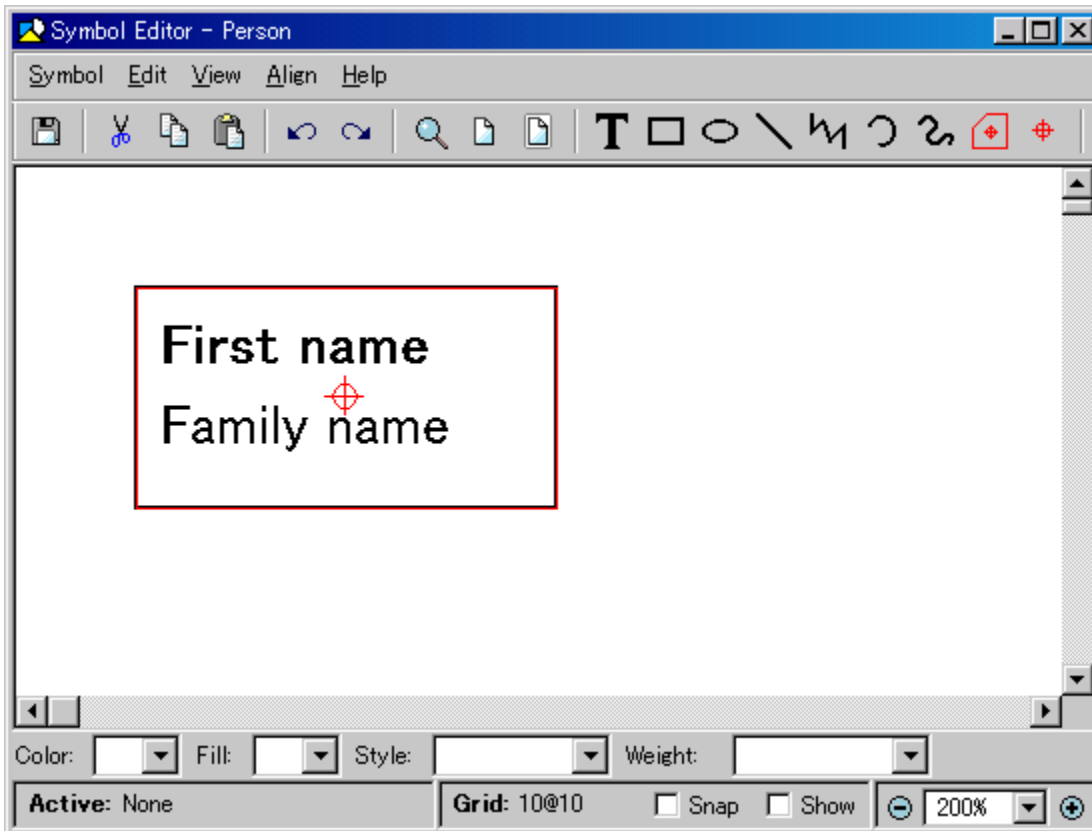 Symbol Editor - Person
Symbol Edit View Align Help
T
First name
Family name
Color: Fill: Style: Weight:
Active: None Grid: 10@10 Snap Show 200%